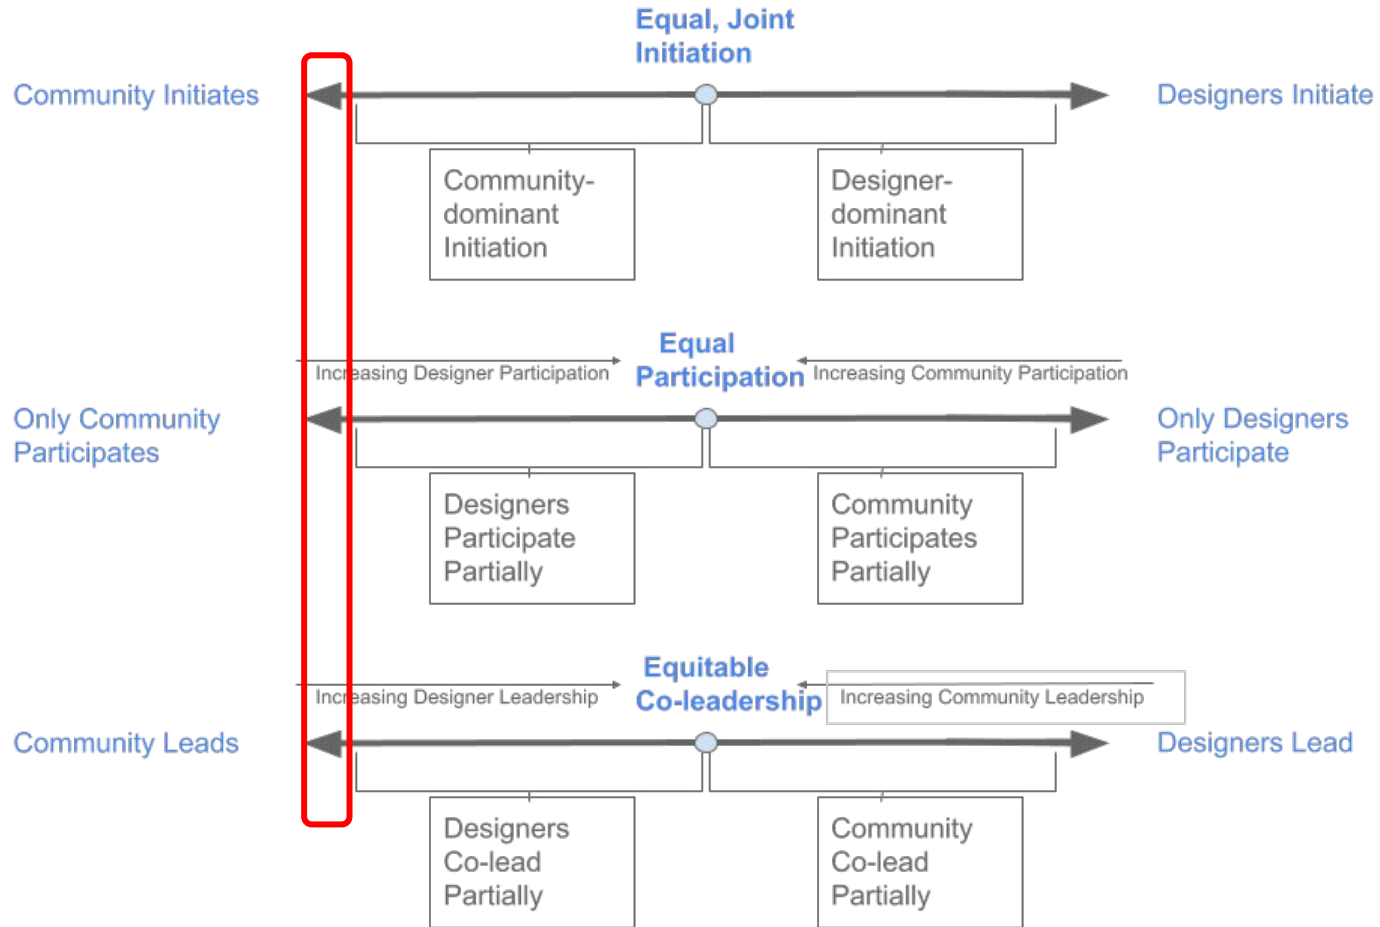 Equal, Joint
Initiation
Community Initiates
Designers Initiate
Community-
dominant
Initiation
Designer-
dominant
Initiation
Equal
Participation
Increasing Designer Participation
Increasing Community Participation
Only Community
Participates
Only Designers
Participate
Designers
Participate
Partially
Community
Participates
Partially
Equitable
Co-leadership
Increasing Designer Leadership
Increasing Community Leadership
Community Leads
Designers Lead
Designers
Co-lead
Partially
Community
Co-lead
Partially